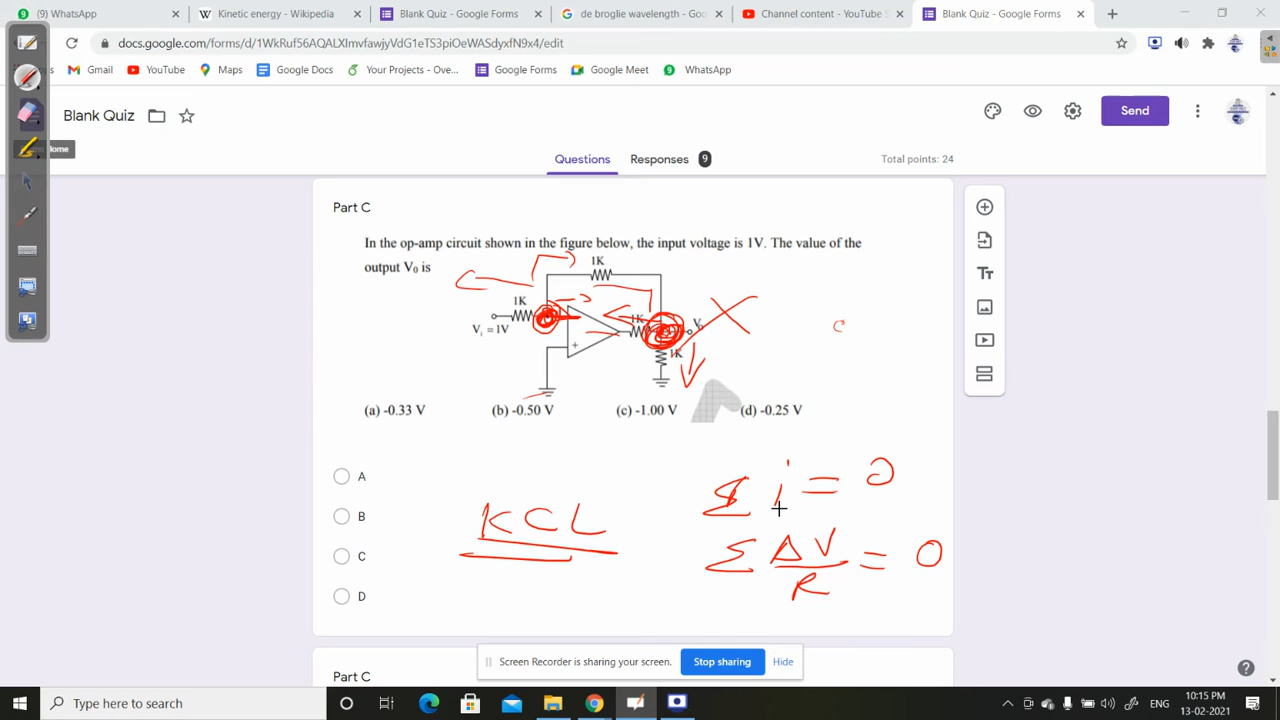 (9) WhatsApp
Kinetic energy - Wikipedia
Blank Quiz - Google Forms
de broglie wavelength - Goo
Channel content - YouTube
Blank Quiz - Google Forms
docs.google.com/forms/d/1WkRuf56AQALXImvfawjyVdG1eTS3piOeWASdyxfN9x4/edit
Gmail
YouTube
Maps
Google Docs
Your Projects - Ove...
Google Forms
Google Meet
WhatsApp
Blank Quiz
Send
Questions
Responses 9
Total points: 24
Part C
In the op-amp circuit shown in the figure below, the input voltage is 1V. The value of the
output V₀ is
1K
1K
1K
V
Vᵢ = 1V
+
1K
(a) -0.33 V (b) -0.50 V (c) -1.00 V (d) -0.25 V
A
B
C
D
KCL
Σ i = 0
Σ ΔV/R = 0
Screen Recorder is sharing your screen.
Stop sharing
Hide
Part C
Type here to search
ENG
10:15 PM
13-02-2021